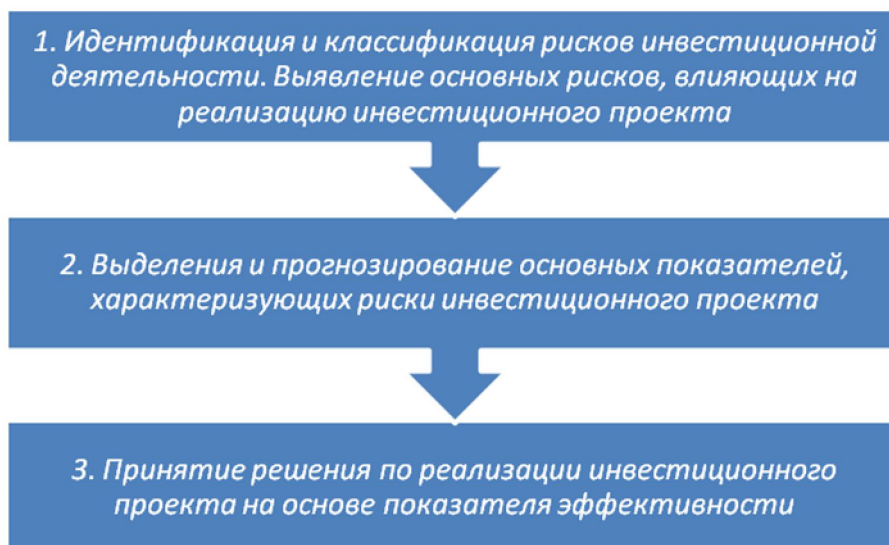 1. Идентификация и классификация рисков инвестиционной
деятельности. Выявление основных рисков, влияющих на
реализацию инвестиционного проекта
2. Выделения и прогнозирование основных показателей,
характеризующих риски инвестиционного проекта
3. Принятие решения по реализации инвестиционного
проекта на основе показателя эффективности